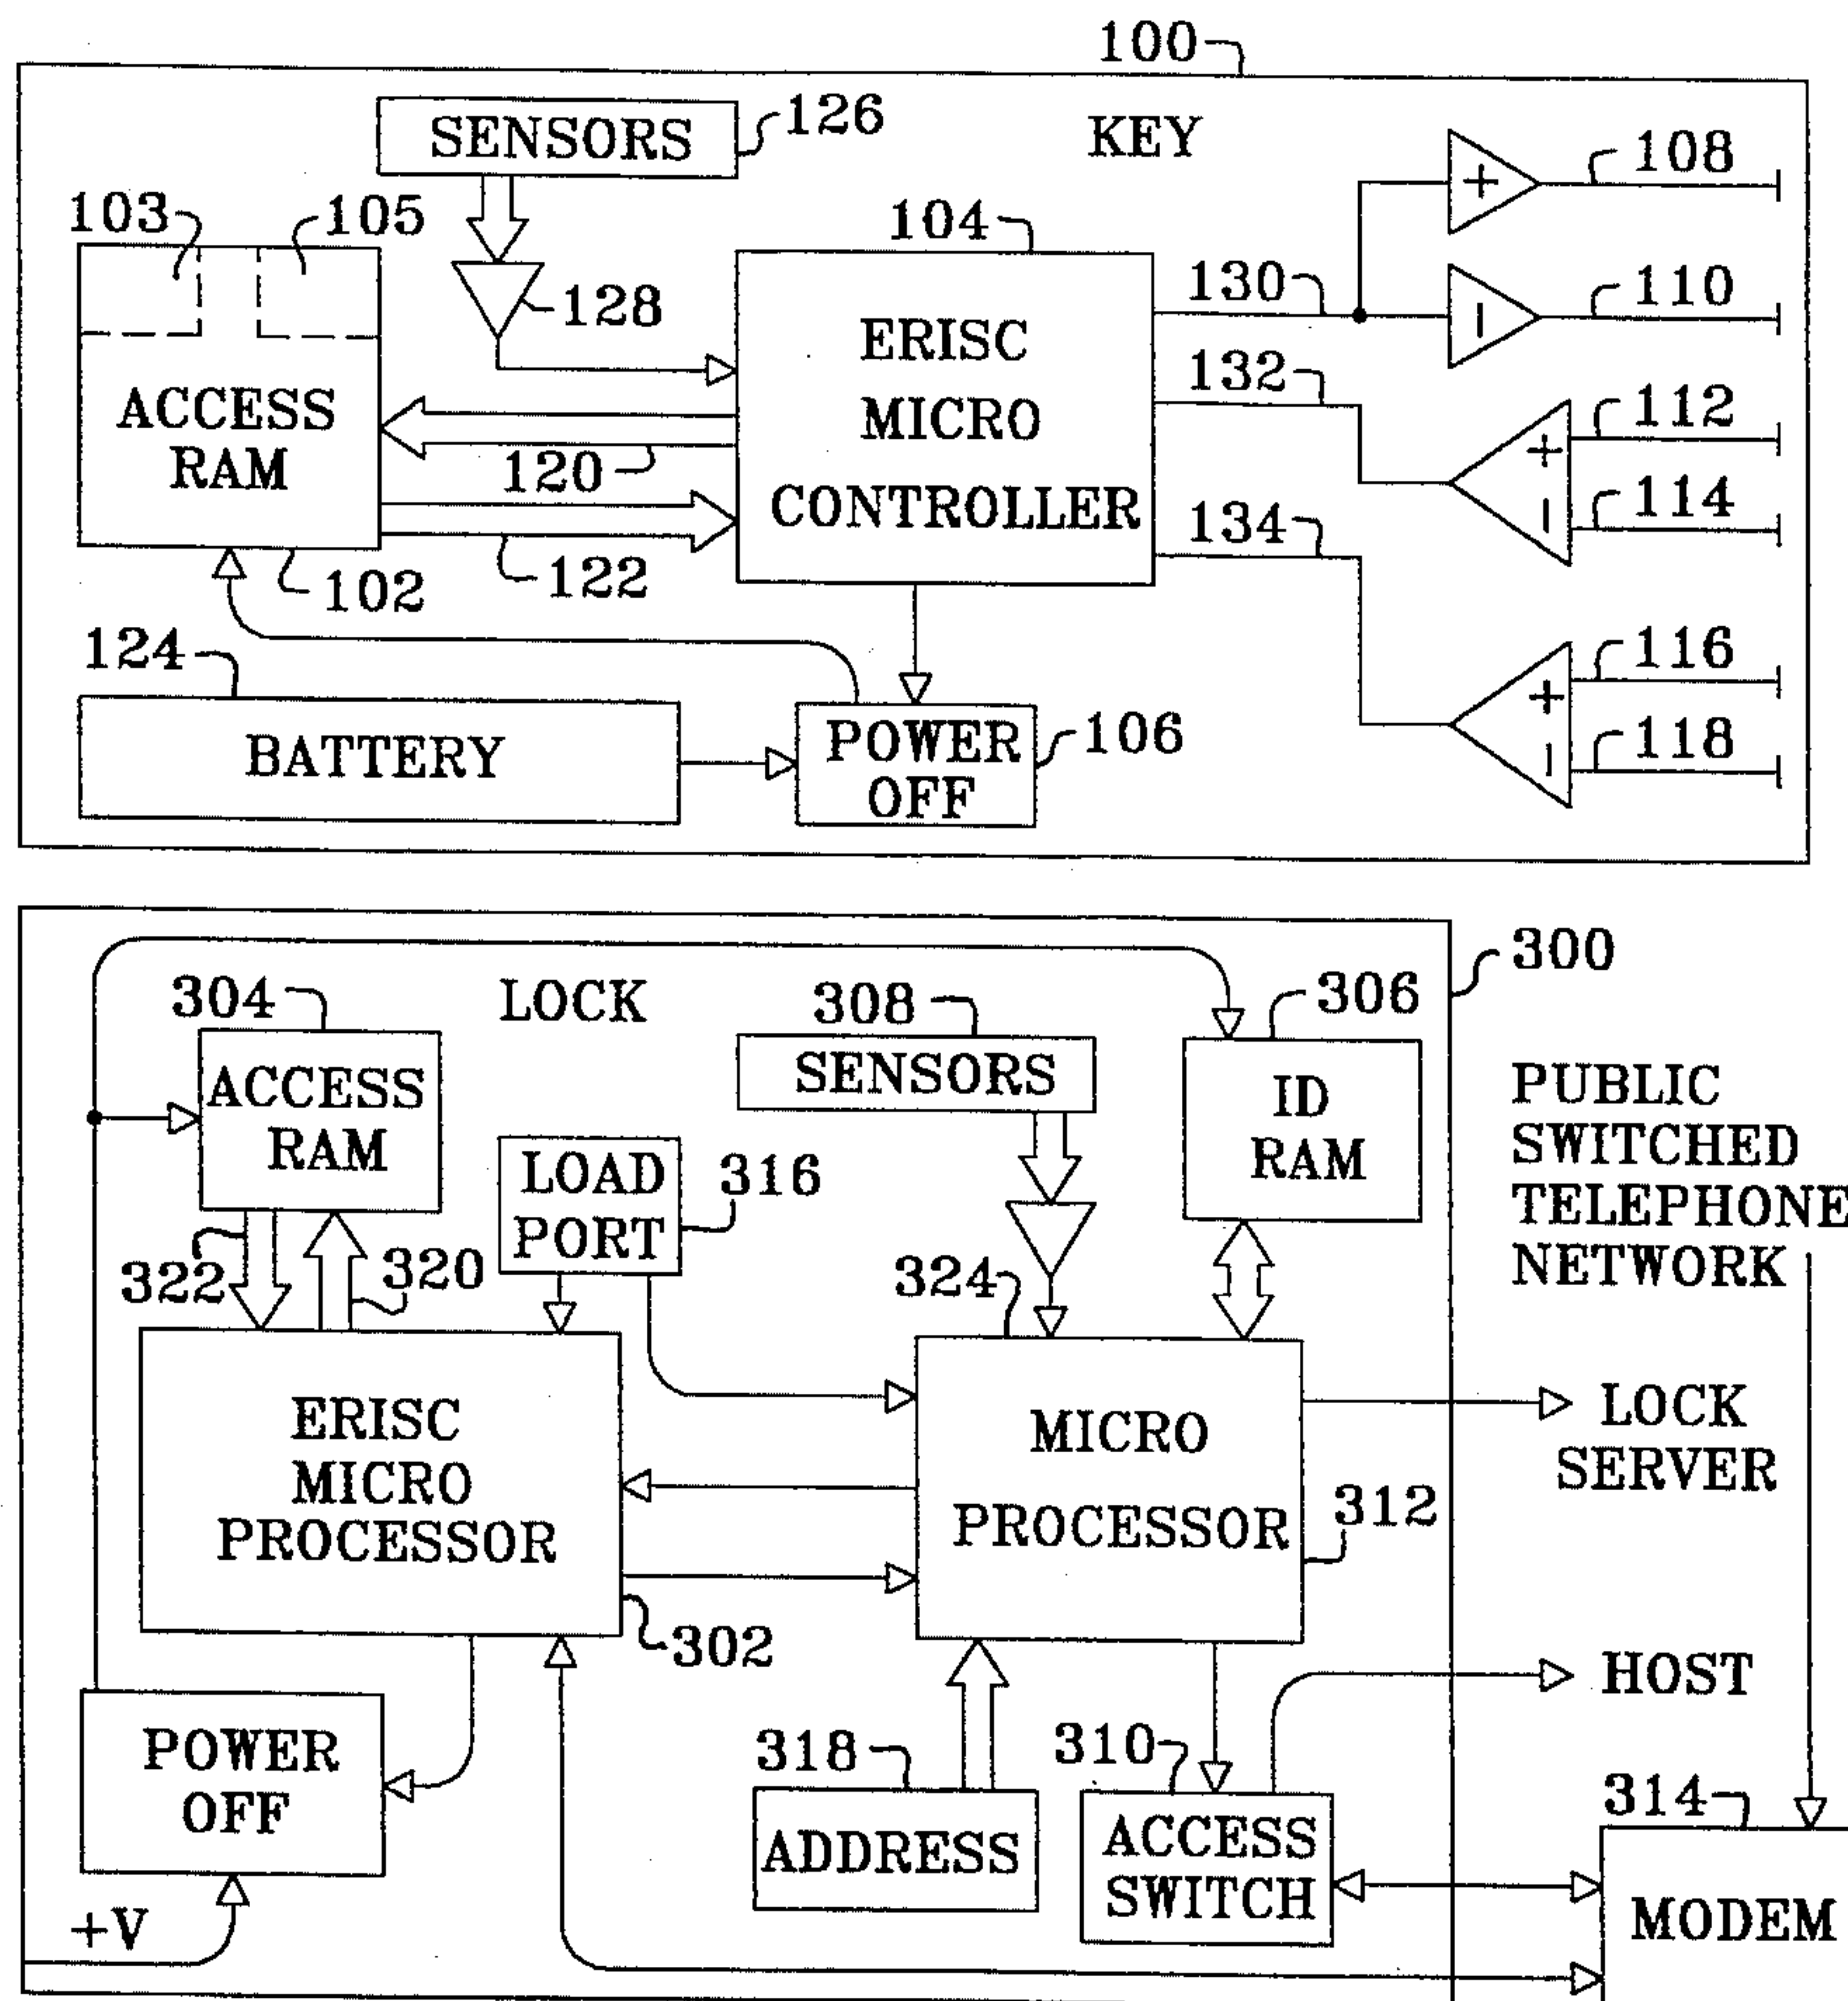 100
KEY
SENSORS
126
103
105
128
104
ACCESS
RAM
102
120
122
ERISC
MICRO
CONTROLLER
130
132
134
+
108
−
110
112
+
−
114
116
+
−
118
124
BATTERY
POWER
OFF
106
300
LOCK
304
ACCESS
RAM
308
SENSORS
306
ID
RAM
LOAD
PORT
316
322
320
324
PUBLIC
SWITCHED
TELEPHONE
NETWORK
ERISC
MICRO
PROCESSOR
302
MICRO
PROCESSOR
312
LOCK
SERVER
HOST
POWER
OFF
+V
318
ADDRESS
310
ACCESS
SWITCH
314
MODEM